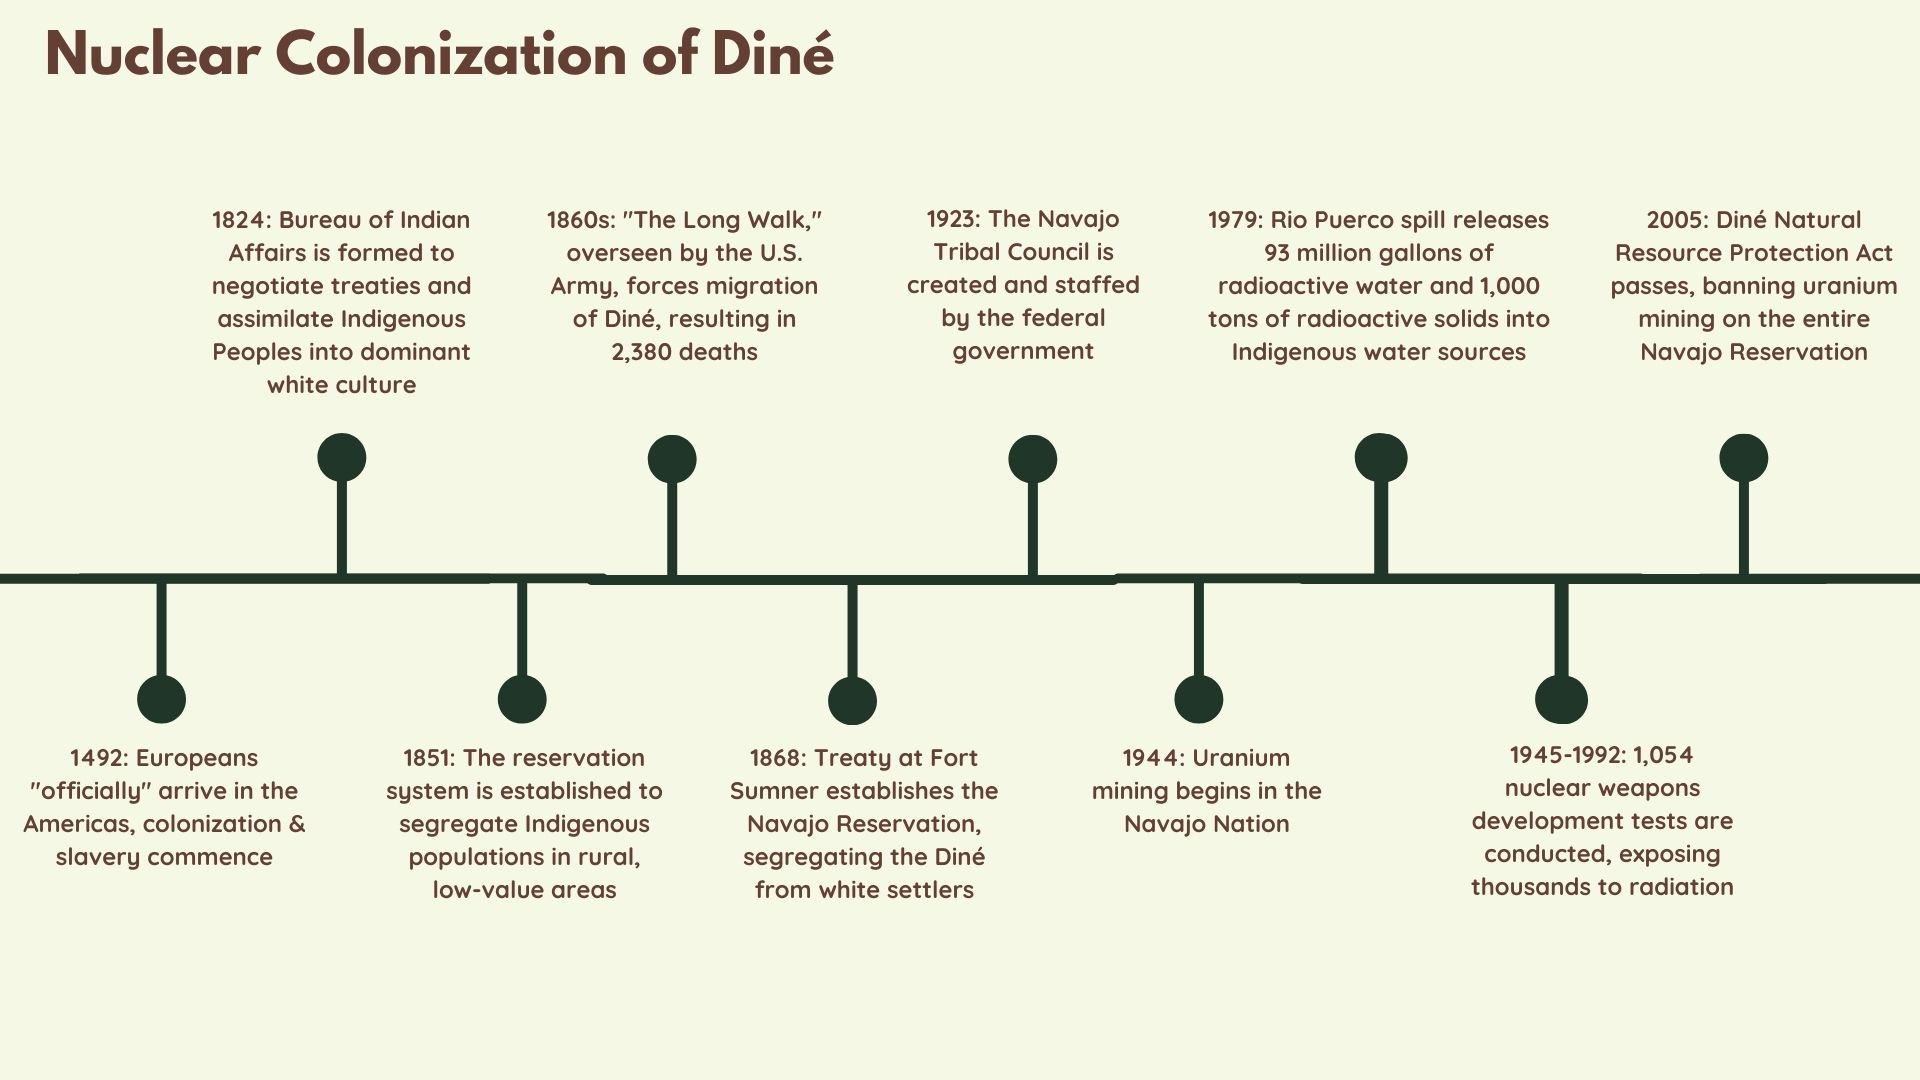 Nuclear Colonization of Diné
1824: Bureau of Indian
Affairs is formed to
negotiate treaties and
assimilate Indigenous
Peoples into dominant
white culture
1860s: "The Long Walk,"
overseen by the U.S.
Army, forces migration
of Diné, resulting in
2,380 deaths
1923: The Navajo
Tribal Council is
created and staffed
by the federal
government
1979: Rio Puerco spill releases
93 million gallons of
radioactive water and 1,000
tons of radioactive solids into
Indigenous water sources
2005: Diné Natural
Resource Protection Act
passes, banning uranium
mining on the entire
Navajo Reservation
1492: Europeans
"officially" arrive in the
Americas, colonization &
slavery commence
1851: The reservation
system is established to
segregate Indigenous
populations in rural,
low-value areas
1868: Treaty at Fort
Sumner establishes the
Navajo Reservation,
segregating the Diné
from white settlers
1944: Uranium
mining begins in the
Navajo Nation
1945-1992: 1,054
nuclear weapons
development tests are
conducted, exposing
thousands to radiation